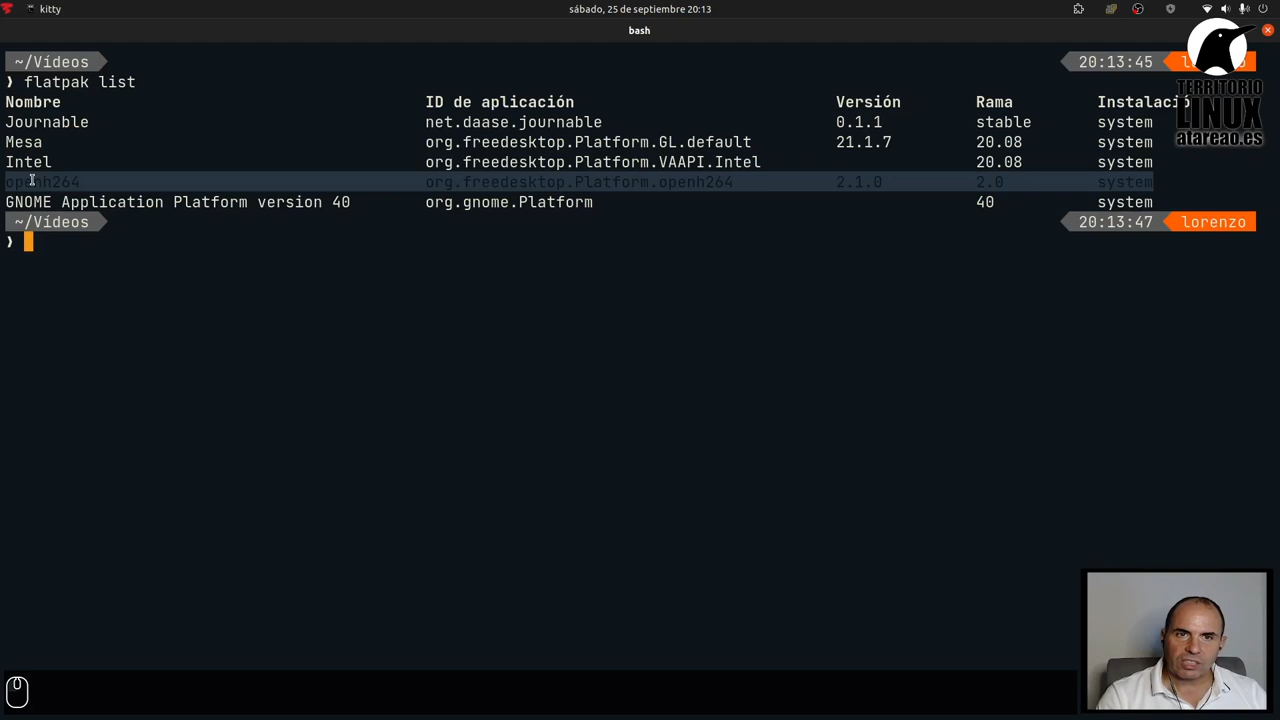 kitty
sábado, 25 de septiembre 20:13
bash
~/Vídeos 20:13:45
❯ flatpak list
Nombre ID de aplicación Versión Rama Instalació
Journable net.daase.journable 0.1.1 stable system
Mesa org.freedesktop.Platform.GL.default 21.1.7 20.08 system
Intel org.freedesktop.Platform.VAAPI.Intel 20.08 system
openh264 org.freedesktop.Platform.openh264 2.1.0 2.0 system
GNOME Application Platform version 40 org.gnome.Platform 40 system
~/Vídeos 20:13:47 lorenzo
❯
TERRITORIO
LINUX
atareao.es